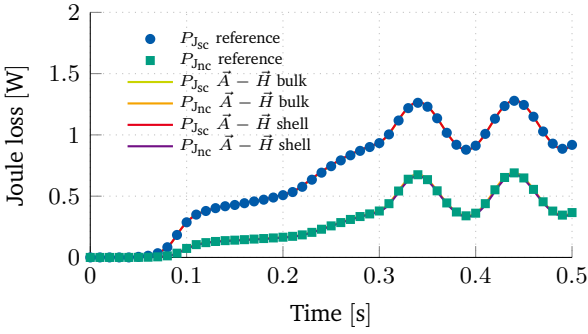 2
1.5
1
0.5
0
Joule loss [W]
P_Jsc reference
P_Jnc reference
P_Jsc A⃗ − H⃗ bulk
P_Jnc A⃗ − H⃗ bulk
P_Jsc A⃗ − H⃗ shell
P_Jnc A⃗ − H⃗ shell
0 0.1 0.2 0.3 0.4 0.5
Time [s]